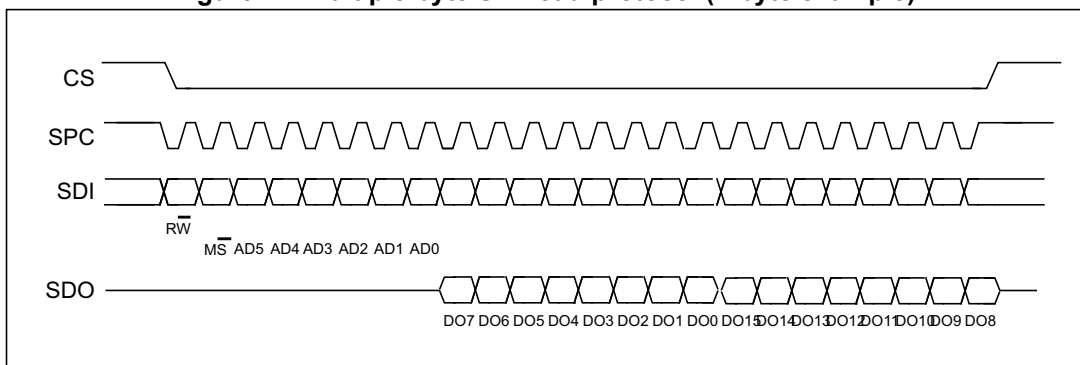 CS
SPC
SDI
RW
MS AD5 AD4 AD3 AD2 AD1 AD0
SDO
DO7 DO6 DO5 DO4 DO3 DO2 DO1 DO0 DO15 DO14 DO13 DO12 DO11 DO10 DO9 DO8